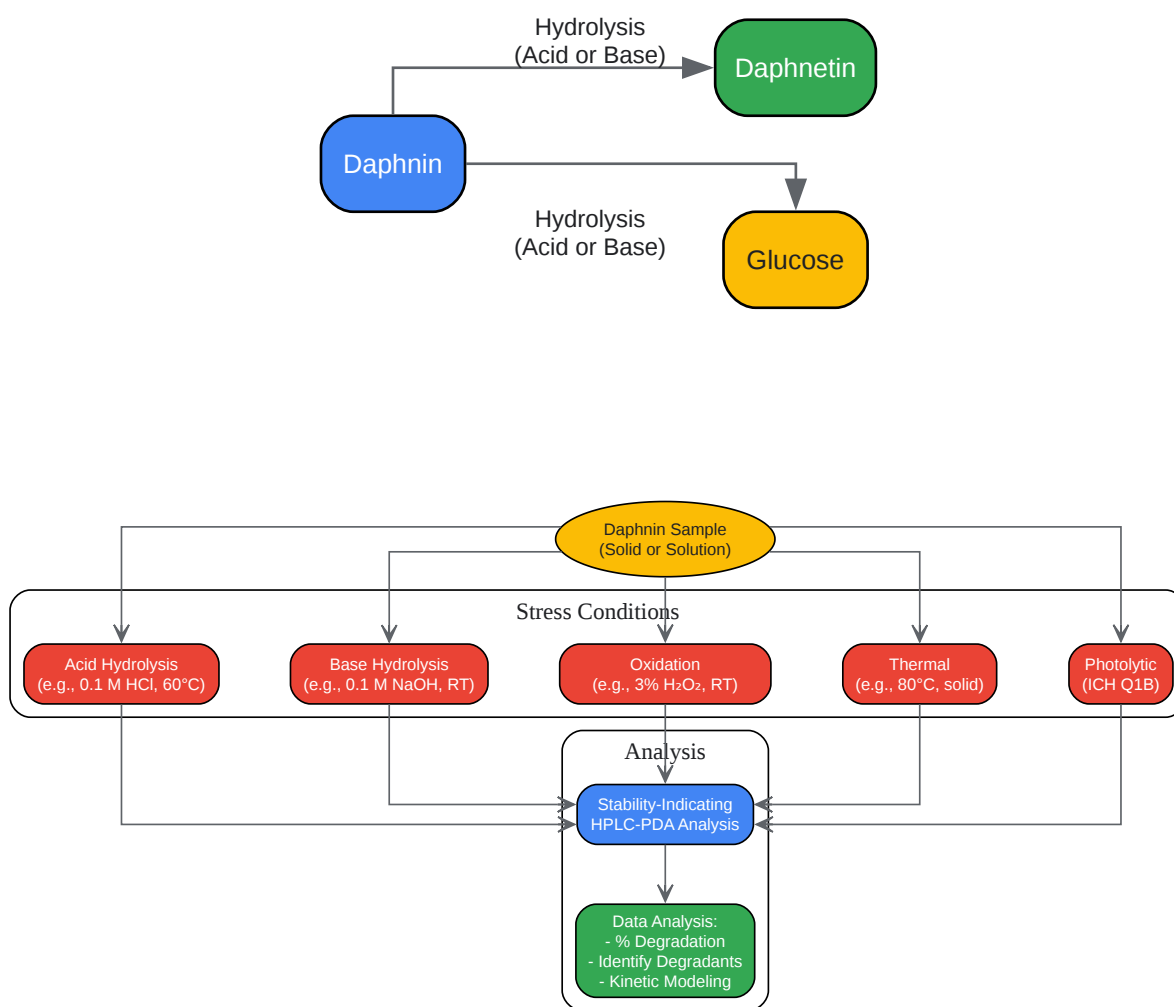 Hydrolysis
(Acid or Base)
Daphnetin
Daphnin
Hydrolysis
(Acid or Base)
Glucose
Daphnin Sample
(Solid or Solution)
Stress Conditions
Acid Hydrolysis
(e.g., 0.1 M HCl, 60°C)
Base Hydrolysis
(e.g., 0.1 M NaOH, RT)
Oxidation
(e.g., 3% H₂O₂, RT)
Thermal
(e.g., 80°C, solid)
Photolytic
(ICH Q1B)
Analysis
Stability-Indicating
HPLC-PDA Analysis
Data Analysis:
- % Degradation
- Identify Degradants
- Kinetic Modeling